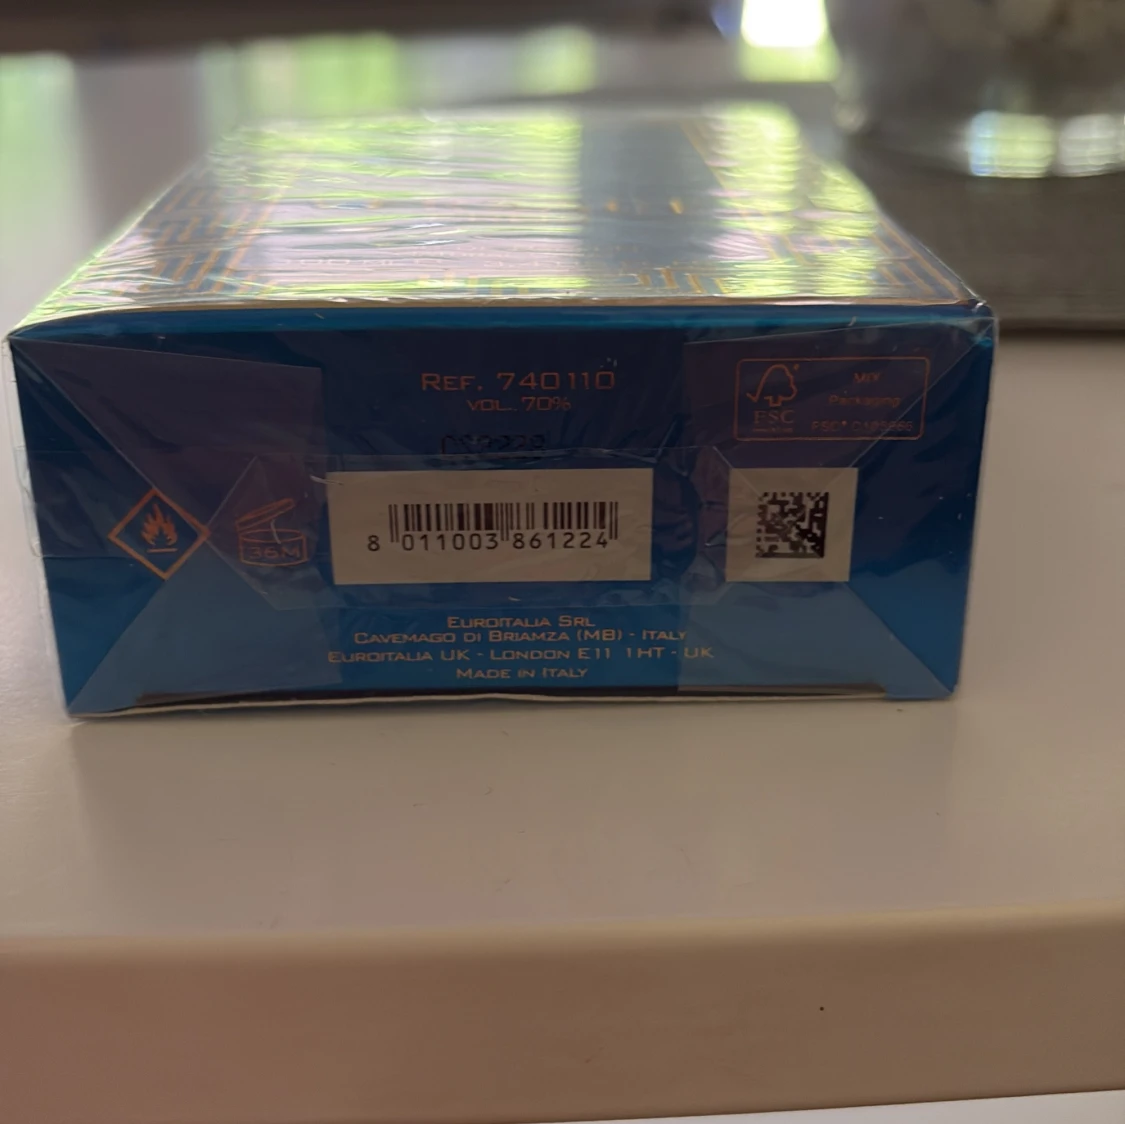 REF. 740110
VOL. 70%
FSC
MIX
Packaging
36M
8 011003 861224
EUROITALIA SRL
CAVEMAGO DI BRIAMZA (MB) - ITALY
EUROITALIA UK - LONDON E11 1HT - UK
MADE IN ITALY